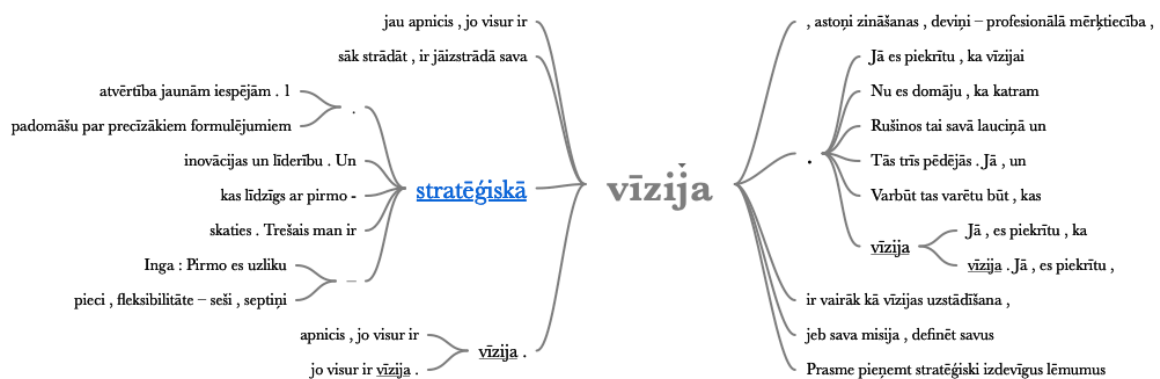 jau apnicis , jo visur ir
sāk strādāt , ir jāizstrādā sava
atvērtība jaunām iespējām . 1
padomāšu par precīzākiem formulējumiem
.
inovācijas un līderību . Un
kas līdzīgs ar pirmo -
skaties . Trešais man ir
Inga : Pirmo es uzliku
pieci , fleksibilitāte – seši , septiņi
–
stratēģiskā
apnicis , jo visur ir
jo visur ir vīzija .
vīzija .
vīzija
, astoņi zināšanas , deviņi – profesionālā mērķtiecība ,
.
Jā es piekrītu , ka vīzijai
Nu es domāju , ka katram
Rušinos tai savā lauciņā un
Tās trīs pēdējās . Jā , un
Varbūt tas varētu būt , kas
vīzija
Jā , es piekrītu , ka
vīzija . Jā , es piekrītu ,
ir vairāk kā vīzijas uzstādīšana ,
jeb sava misija , definēt savus
Prasme pieņemt stratēģiski izdevīgus lēmumus